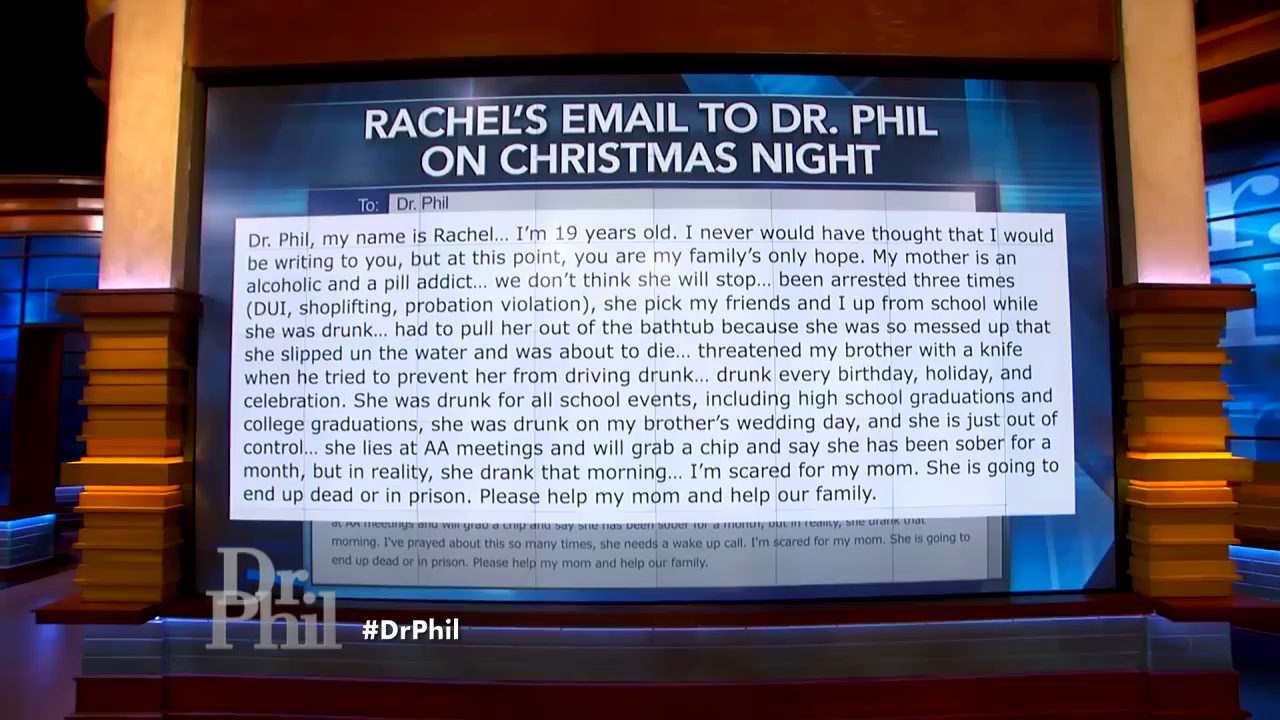 RACHEL'S EMAIL TO DR. PHIL
ON CHRISTMAS NIGHT
To: Dr. Phil
Dr. Phil, my name is Rachel... I'm 19 years old. I never would have thought that I would
be writing to you, but at this point, you are my family's only hope. My mother is an
alcoholic and a pill addict... we don't think she will stop... been arrested three times
(DUI, shoplifting, probation violation), she pick my friends and I up from school while
she was drunk... had to pull her out of the bathtub because she was so messed up that
she slipped un the water and was about to die... threatened my brother with a knife
when he tried to prevent her from driving drunk... drunk every birthday, holiday, and
celebration. She was drunk for all school events, including high school graduations and
college graduations, she was drunk on my brother's wedding day, and she is just out of
control... she lies at AA meetings and will grab a chip and say she has been sober for a
month, but in reality, she drank that morning... I'm scared for my mom. She is going to
end up dead or in prison. Please help my mom and help our family.
at AA meetings and will grab a chip and say she has been sober for a month, but in reality, she drank that
morning. I've prayed about this so many times, she needs a wake up call. I'm scared for my mom. She is going to
end up dead or in prison. Please help my mom and help our family.
Dr.
Phil
#DrPhil